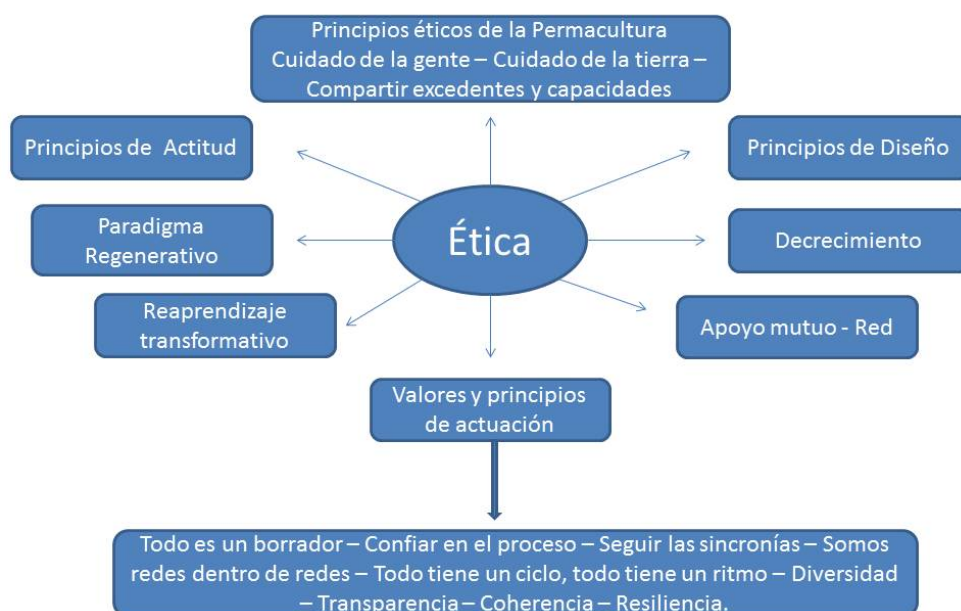 Principios éticos de la Permacultura
Cuidado de la gente – Cuidado de la tierra –
Compartir excedentes y capacidades
Principios de Actitud
Principios de Diseño
Paradigma
Regenerativo
Ética
Decrecimiento
Reaprendizaje
transformativo
Apoyo mutuo - Red
Valores y principios
de actuación
Todo es un borrador – Confiar en el proceso – Seguir las sincronías – Somos
redes dentro de redes – Todo tiene un ciclo, todo tiene un ritmo – Diversidad
– Transparencia – Coherencia – Resiliencia.